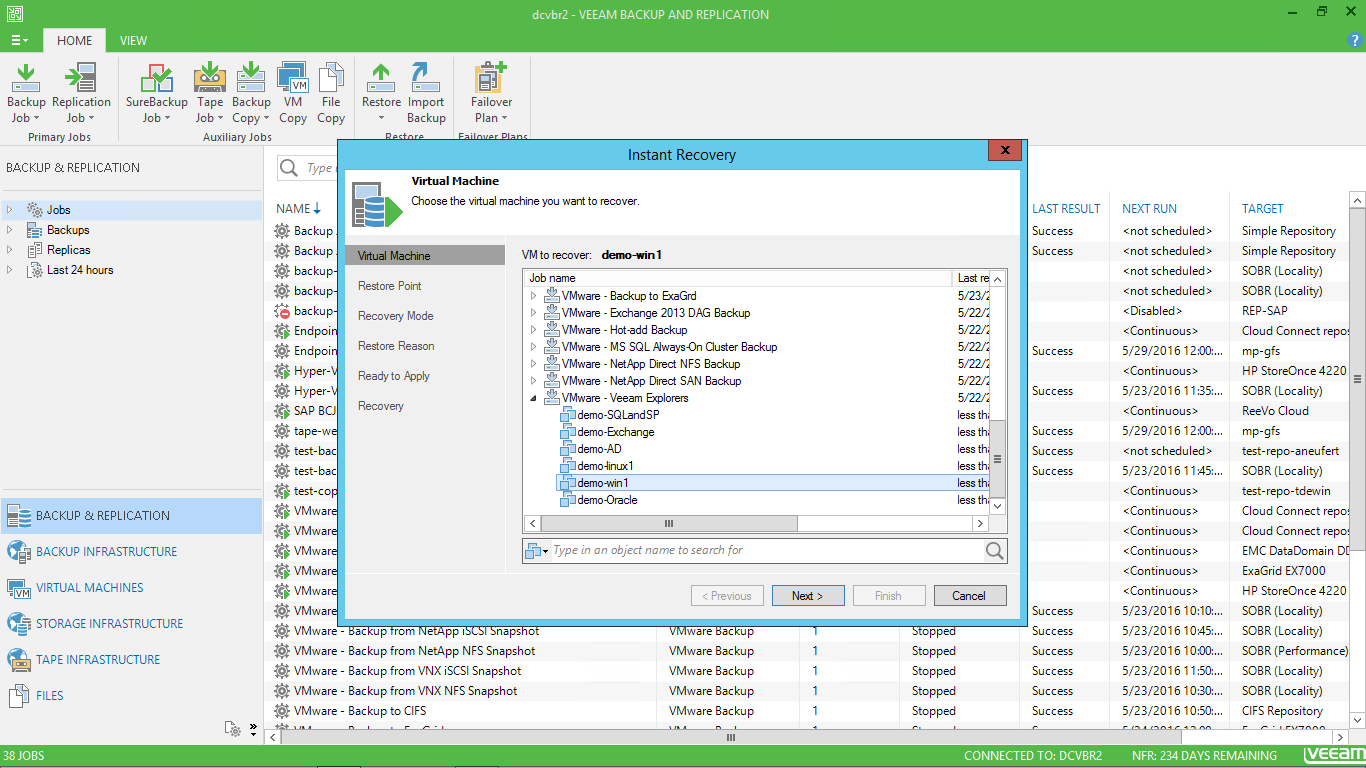 dcvbr2 - VEEAM BACKUP AND REPLICATION
HOME VIEW
Backup Job
Replication Job
SureBackup Job
Tape Job
Backup Copy
VM Copy
File Copy
Restore
Import Backup
Failover Plan
Primary Jobs
Auxiliary Jobs
Restore
Failover Plans
BACKUP & REPLICATION
Jobs
Backups
Replicas
Last 24 hours
BACKUP & REPLICATION
BACKUP INFRASTRUCTURE
VIRTUAL MACHINES
STORAGE INFRASTRUCTURE
TAPE INFRASTRUCTURE
FILES
Type
NAME LAST RESULT NEXT RUN TARGET
Backup Success <not scheduled> Simple Repository
Backup Success <not scheduled> Simple Repository
backup- <not scheduled> SOBR (Locality)
backup- <not scheduled> SOBR (Locality)
backup- <Disabled> REP-SAP
Endpoin <Continuous> Cloud Connect repos
Endpoin Success 5/29/2016 12:00:... mp-gfs
Hyper-V <Continuous> HP StoreOnce 4220
Hyper-V Success 5/23/2016 11:35:... SOBR (Locality)
SAP BCJ <Continuous> ReeVo Cloud
tape-we Success 5/29/2016 12:00:... mp-gfs
test-bac Success <not scheduled> test-repo-aneufert
test-bac Success 5/23/2016 11:45:... SOBR (Locality)
test-cop <Continuous> test-repo-tdewin
VMware <Continuous> Cloud Connect repos
VMware <Continuous> Cloud Connect repos
VMware <Continuous> EMC DataDomain DD
VMware <Continuous> ExaGrid EX7000
VMware <Continuous> HP StoreOnce 4220
VMware Success 5/23/2016 10:10:... SOBR (Locality)
VMware - Backup from NetApp iSCSI Snapshot VMware Backup 1 Stopped Success 5/23/2016 10:45:... SOBR (Locality)
VMware - Backup from NetApp NFS Snapshot VMware Backup 1 Stopped Success 5/23/2016 10:00:... SOBR (Performance)
VMware - Backup from VNX iSCSI Snapshot VMware Backup 1 Stopped Success 5/23/2016 11:50:... SOBR (Locality)
VMware - Backup from VNX NFS Snapshot VMware Backup 1 Stopped Success 5/23/2016 10:30:... SOBR (Locality)
VMware - Backup to CIFS VMware Backup 1 Stopped Success 5/23/2016 10:50:... CIFS Repository
Instant Recovery
Virtual Machine
Choose the virtual machine you want to recover.
Virtual Machine
Restore Point
Recovery Mode
Restore Reason
Ready to Apply
Recovery
VM to recover: demo-win1
Job name Last re
VMware - Backup to ExaGrd 5/23/2
VMware - Exchange 2013 DAG Backup 5/22/2
VMware - Hot-add Backup 5/22/2
VMware - MS SQL Always-On Cluster Backup 5/22/2
VMware - NetApp Direct NFS Backup 5/22/2
VMware - NetApp Direct SAN Backup 5/22/2
VMware - Veeam Explorers 5/22/2
demo-SQLandSP less tha
demo-Exchange less tha
demo-AD less tha
demo-linux1 less tha
demo-win1 less tha
demo-Oracle less tha
Type in an object name to search for
< Previous Next > Finish Cancel
38 JOBS CONNECTED TO: DCVBR2 NFR: 234 DAYS REMAINING veeam